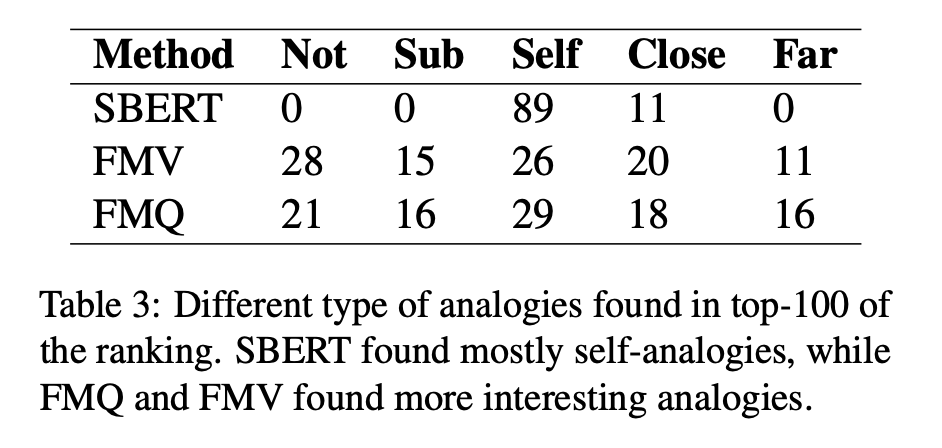 Method Not Sub Self Close Far
SBERT 0 0 89 11 0
FMV 28 15 26 20 11
FMQ 21 16 29 18 16
Table 3: Different type of analogies found in top-100 of
the ranking. SBERT found mostly self-analogies, while
FMQ and FMV found more interesting analogies.